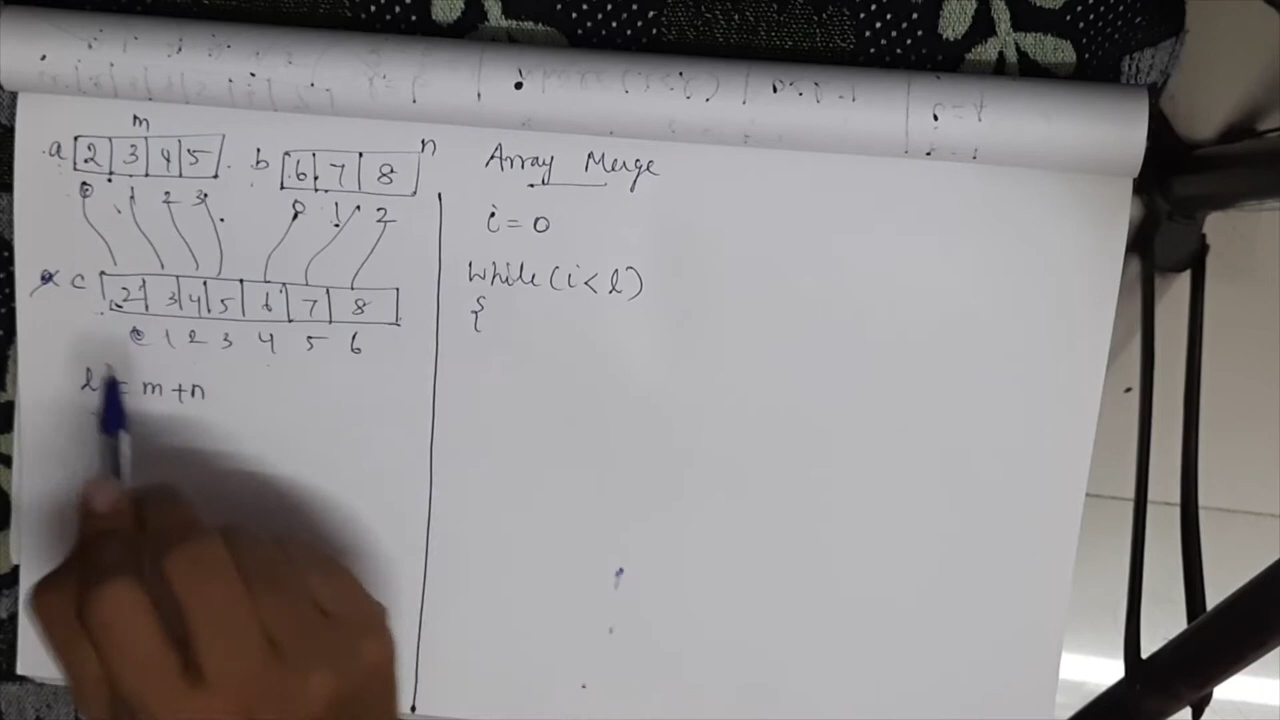 m
a 2 3 4 5
0 1 2 3
n
b 6 7 8
0 1 2
c 2 3 4 5 6 7 8
0 1 2 3 4 5 6
l = m+n
Array Merge
i = 0
while (i < l)
{